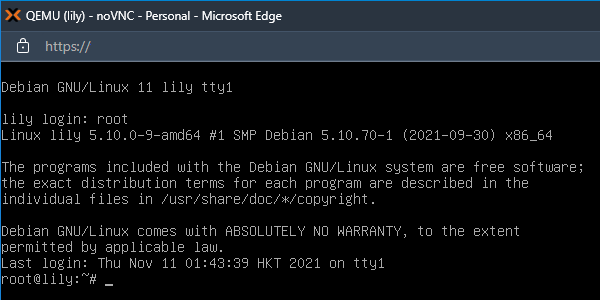 QEMU (lily) - noVNC - Personal - Microsoft Edge
https://
Debian GNU/Linux 11 lily tty1
lily login: root
Linux lily 5.10.0-9-amd64 #1 SMP Debian 5.10.70-1 (2021-09-30) x86_64
The programs included with the Debian GNU/Linux system are free software;
the exact distribution terms for each program are described in the
individual files in /usr/share/doc/*/copyright.
Debian GNU/Linux comes with ABSOLUTELY NO WARRANTY, to the extent
permitted by applicable law.
Last login: Thu Nov 11 01:43:39 HKT 2021 on tty1
root@lily:~# _